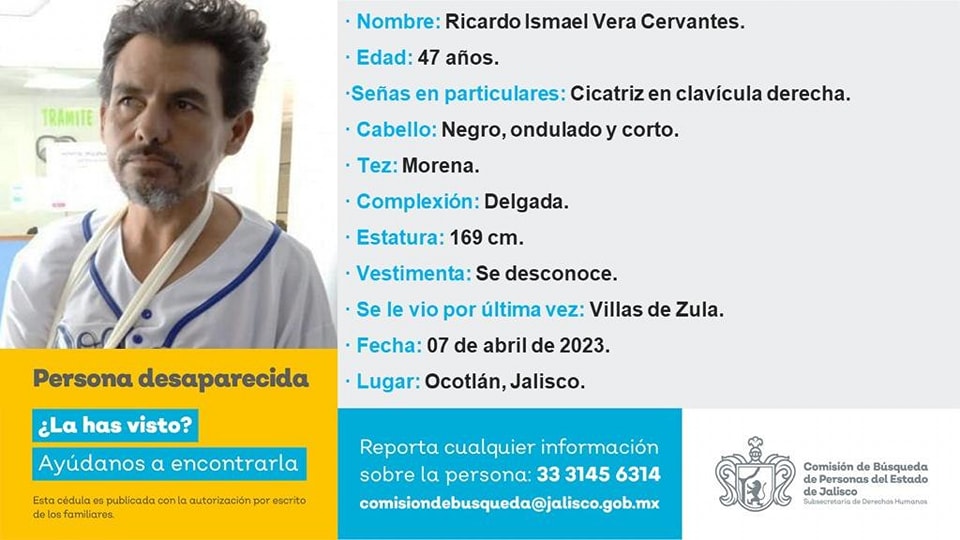 TRÁMITE
· Nombre: Ricardo Ismael Vera Cervantes.
· Edad: 47 años.
·Señas en particulares: Cicatriz en clavícula derecha.
· Cabello: Negro, ondulado y corto.
· Tez: Morena.
· Complexión: Delgada.
· Estatura: 169 cm.
· Vestimenta: Se desconoce.
· Se le vio por última vez: Villas de Zula.
· Fecha: 07 de abril de 2023.
· Lugar: Ocotlán, Jalisco.
Persona desaparecida
¿La has visto?
Ayúdanos a encontrarla
Esta cédula es publicada con la autorización por escrito
de los familiares.
Reporta cualquier información
sobre la persona: 33 3145 6314
comisiondebusqueda@jalisco.gob.mx
Comisión de Búsqueda
de Personas del Estado
de Jalisco
Subsecretaría de Derechos Humanos